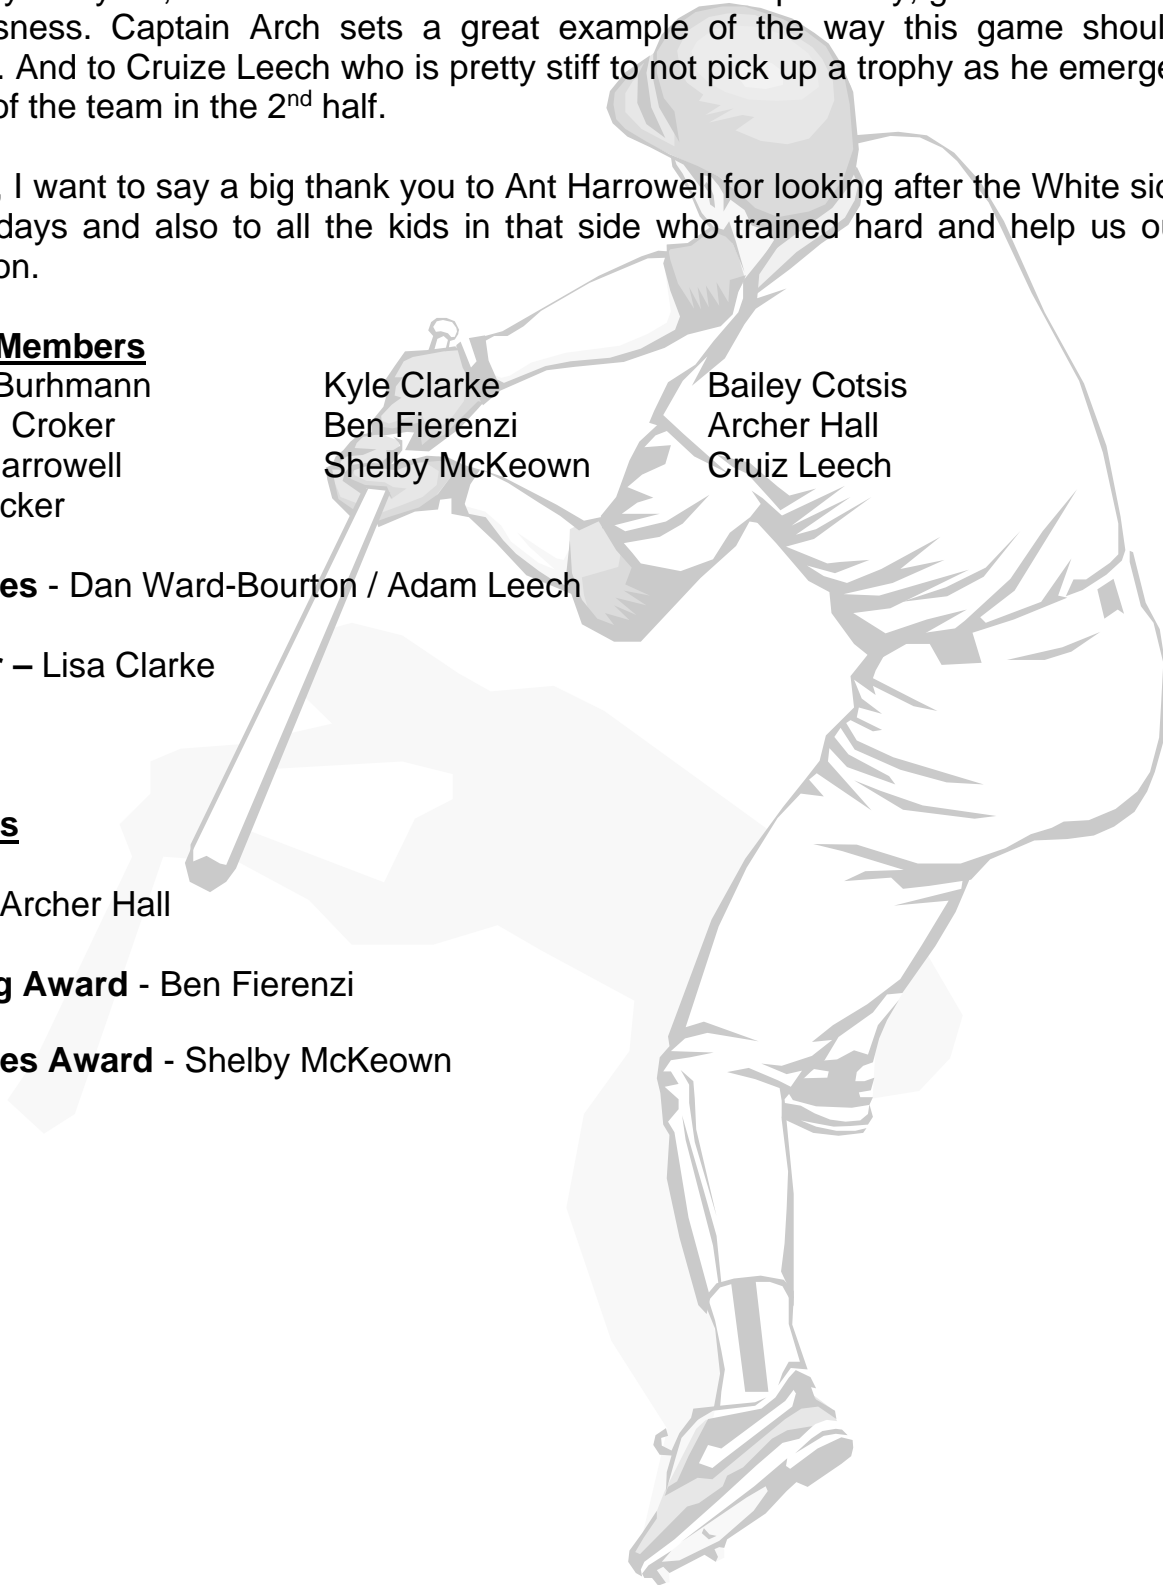 sness. Captain Arch sets a great example of the way this game shoul
. And to Cruize Leech who is pretty stiff to not pick up a trophy as he emerge
of the team in the 2nd half.
I want to say a big thank you to Ant Harrowell for looking after the White sid
days and also to all the kids in that side who trained hard and help us ou
on.
Members
Burhmann Kyle Clarke Bailey Cotsis
Croker Ben Fierenzi Archer Hall
arrowell Shelby McKeown Cruiz Leech
cker
es - Dan Ward-Bourton / Adam Leech
r – Lisa Clarke
s
Archer Hall
g Award - Ben Fierenzi
es Award - Shelby McKeown